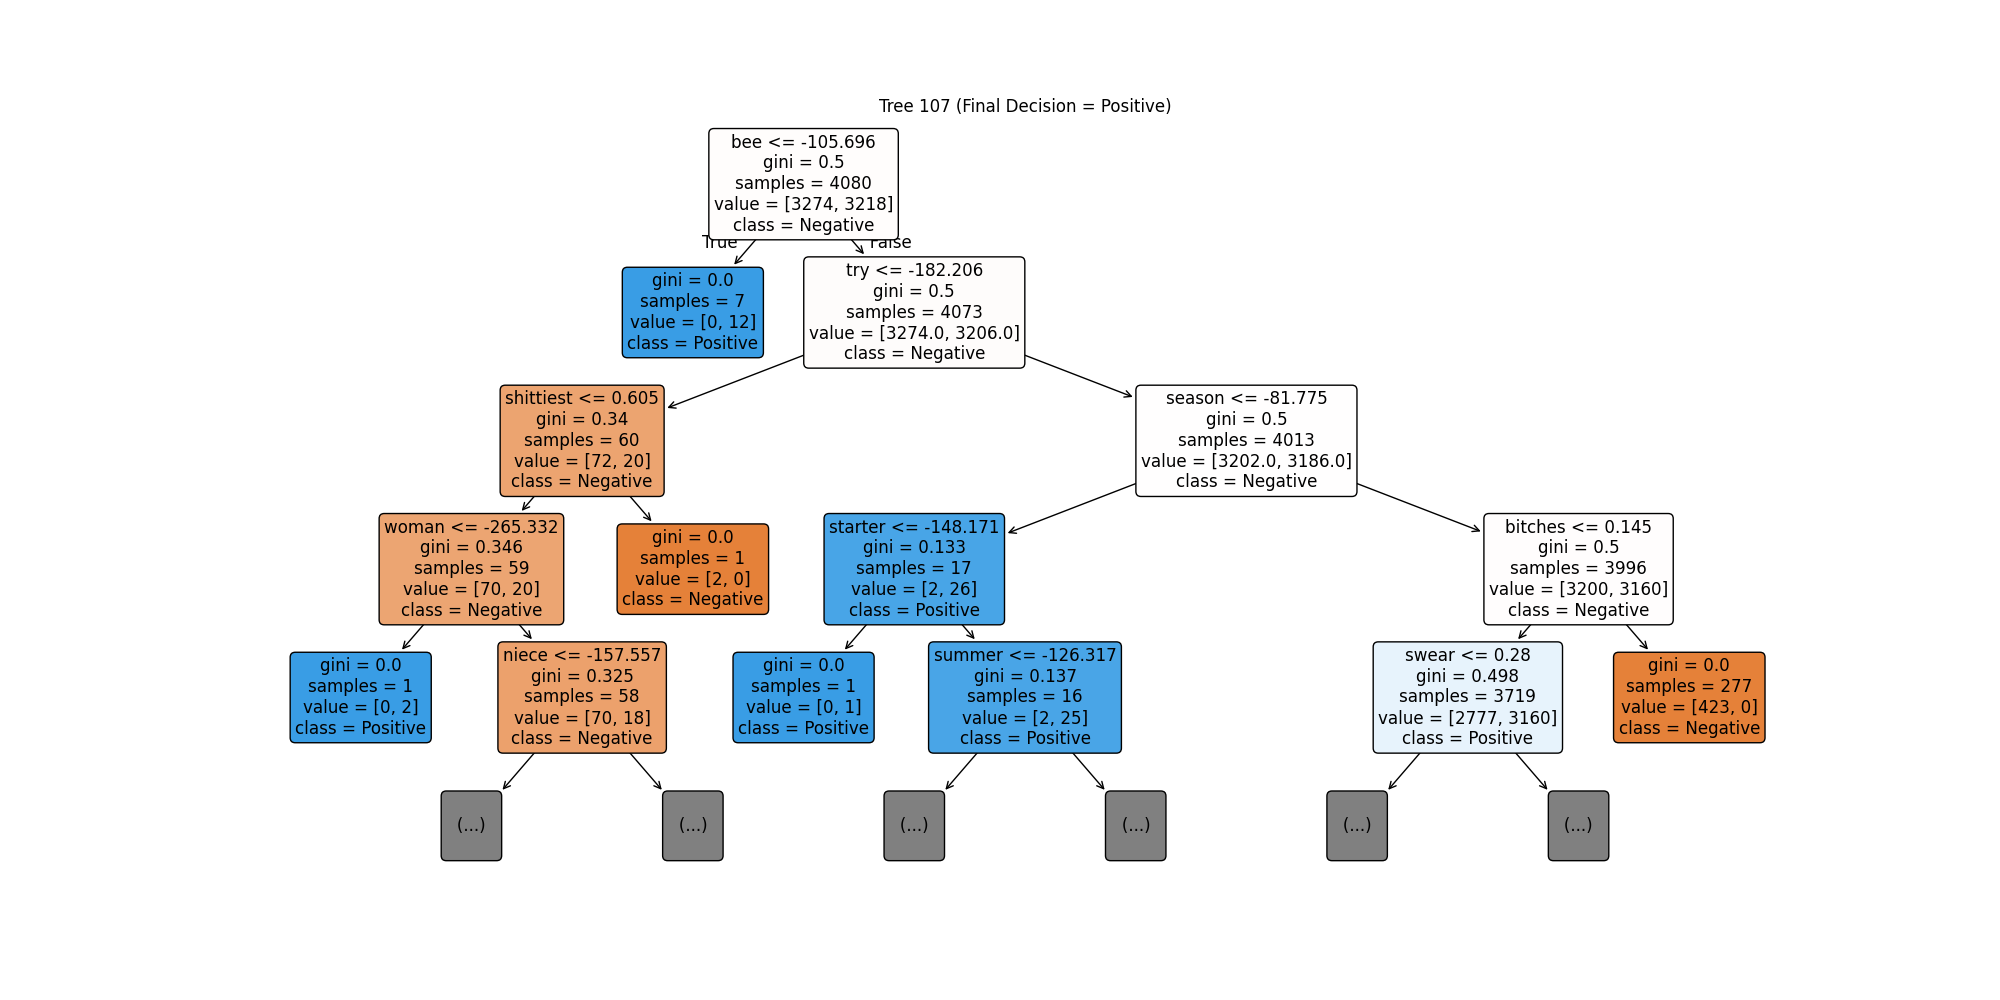 Tree 107 (Final Decision = Positive)
bee <= -105.696
gini = 0.5
samples = 4080
value = [3274, 3218]
class = Negative
True
False
gini = 0.0
samples = 7
value = [0, 12]
class = Positive
try <= -182.206
gini = 0.5
samples = 4073
value = [3274.0, 3206.0]
class = Negative
shittiest <= 0.605
gini = 0.34
samples = 60
value = [72, 20]
class = Negative
season <= -81.775
gini = 0.5
samples = 4013
value = [3202.0, 3186.0]
class = Negative
woman <= -265.332
gini = 0.346
samples = 59
value = [70, 20]
class = Negative
gini = 0.0
samples = 1
value = [2, 0]
class = Negative
starter <= -148.171
gini = 0.133
samples = 17
value = [2, 26]
class = Positive
bitches <= 0.145
gini = 0.5
samples = 3996
value = [3200, 3160]
class = Negative
gini = 0.0
samples = 1
value = [0, 2]
class = Positive
niece <= -157.557
gini = 0.325
samples = 58
value = [70, 18]
class = Negative
gini = 0.0
samples = 1
value = [0, 1]
class = Positive
summer <= -126.317
gini = 0.137
samples = 16
value = [2, 25]
class = Positive
swear <= 0.28
gini = 0.498
samples = 3719
value = [2777, 3160]
class = Positive
gini = 0.0
samples = 277
value = [423, 0]
class = Negative
(...)
(...)
(...)
(...)
(...)
(...)